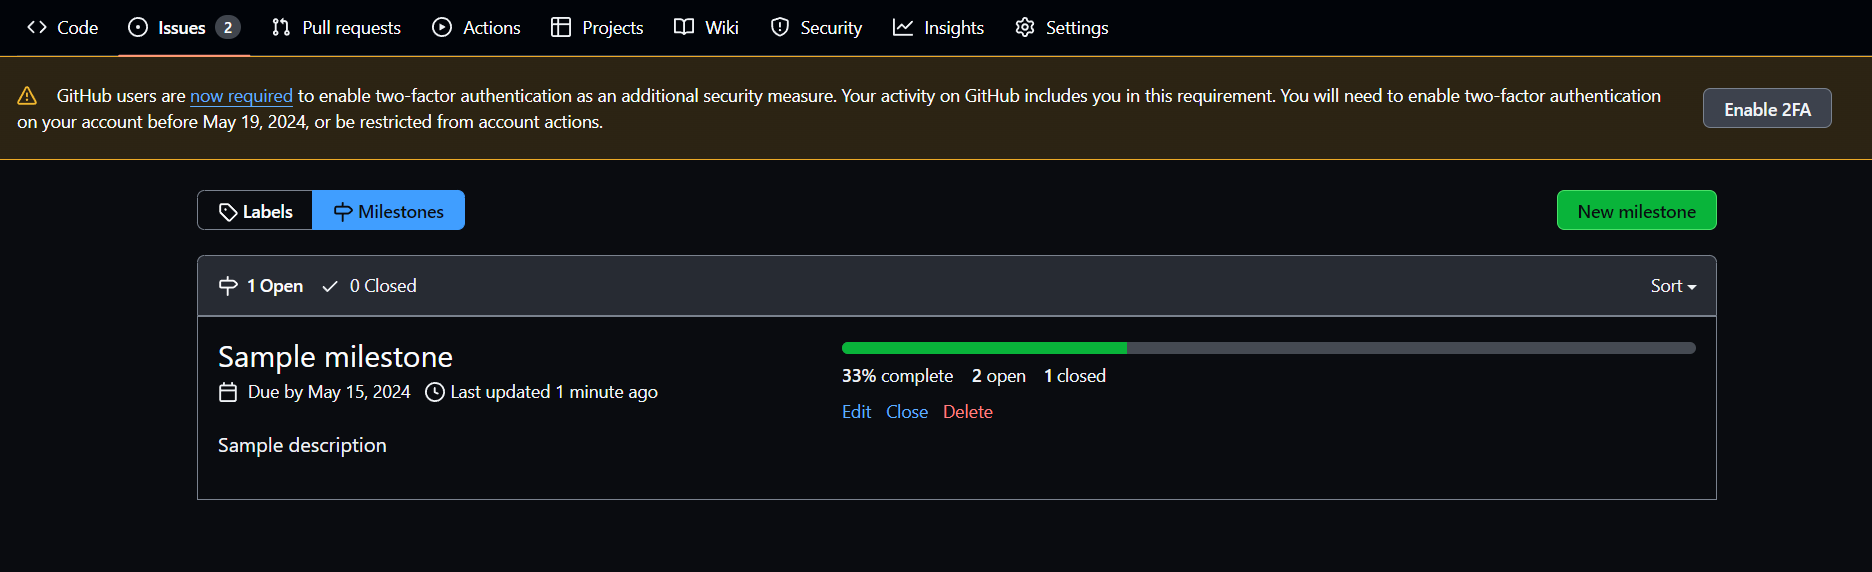 Code Issues 2 Pull requests Actions Projects Wiki Security Insights Settings
GitHub users are now required to enable two-factor authentication as an additional security measure. Your activity on GitHub includes you in this requirement. You will need to enable two-factor authentication
on your account before May 19, 2024, or be restricted from account actions.
Enable 2FA
Labels Milestones New milestone
1 Open 0 Closed Sort
Sample milestone
Due by May 15, 2024 Last updated 1 minute ago
Sample description
33% complete 2 open 1 closed
Edit Close Delete